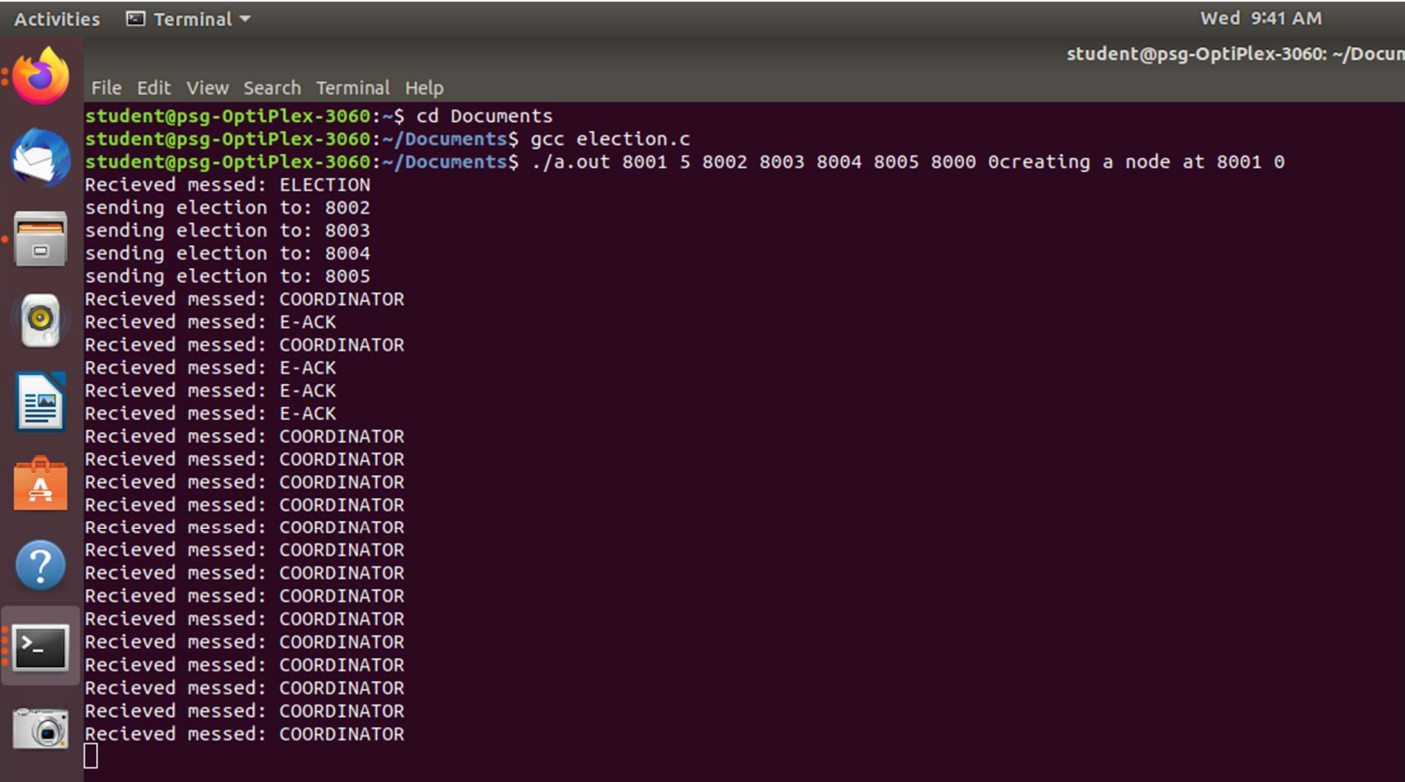 Activities Terminal Wed 9:41 AM
student@psg-OptiPlex-3060: ~/Docum
File Edit View Search Terminal Help
student@psg-OptiPlex-3060:~$ cd Documents
student@psg-OptiPlex-3060:~/Documents$ gcc election.c
student@psg-OptiPlex-3060:~/Documents$ ./a.out 8001 5 8002 8003 8004 8005 8000 0creating a node at 8001 0
Recieved messed: ELECTION
sending election to: 8002
sending election to: 8003
sending election to: 8004
sending election to: 8005
Recieved messed: COORDINATOR
Recieved messed: E-ACK
Recieved messed: COORDINATOR
Recieved messed: E-ACK
Recieved messed: E-ACK
Recieved messed: E-ACK
Recieved messed: COORDINATOR
Recieved messed: COORDINATOR
Recieved messed: COORDINATOR
Recieved messed: COORDINATOR
Recieved messed: COORDINATOR
Recieved messed: COORDINATOR
Recieved messed: COORDINATOR
Recieved messed: COORDINATOR
Recieved messed: COORDINATOR
Recieved messed: COORDINATOR
Recieved messed: COORDINATOR
Recieved messed: COORDINATOR
Recieved messed: COORDINATOR
Recieved messed: COORDINATOR